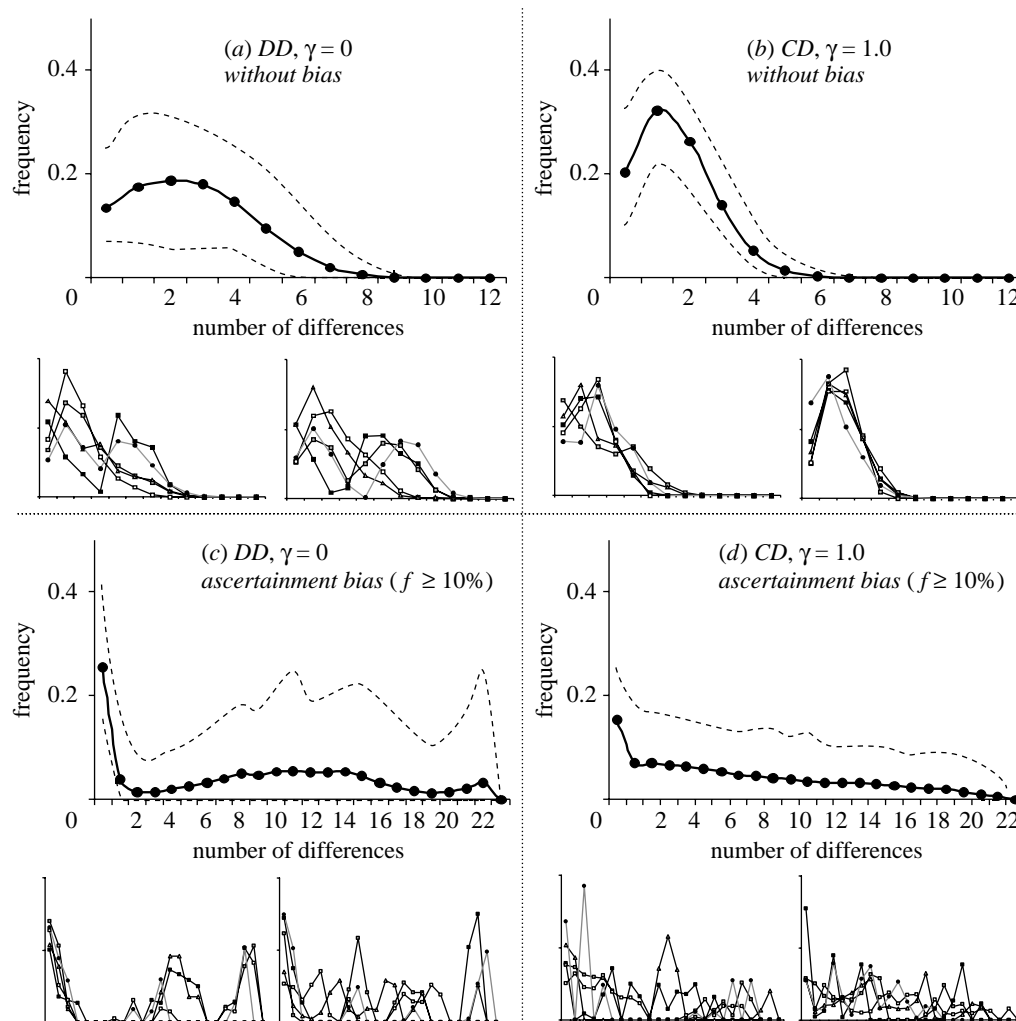 (a) DD, γ = 0
without bias
frequency
0.4
0.2
0 2 4 6 8 10 12
number of differences
(b) CD, γ = 1.0
without bias
frequency
0.4
0.2
0 2 4 6 8 10 12
number of differences
(c) DD, γ = 0
ascertainment bias ( f ≥ 10%)
frequency
0.4
0.2
0 2 4 6 8 10 12 14 16 18 20 22
number of differences
(d) CD, γ = 1.0
ascertainment bias ( f ≥ 10%)
frequency
0.4
0.2
0 2 4 6 8 10 12 14 16 18 20 22
number of differences